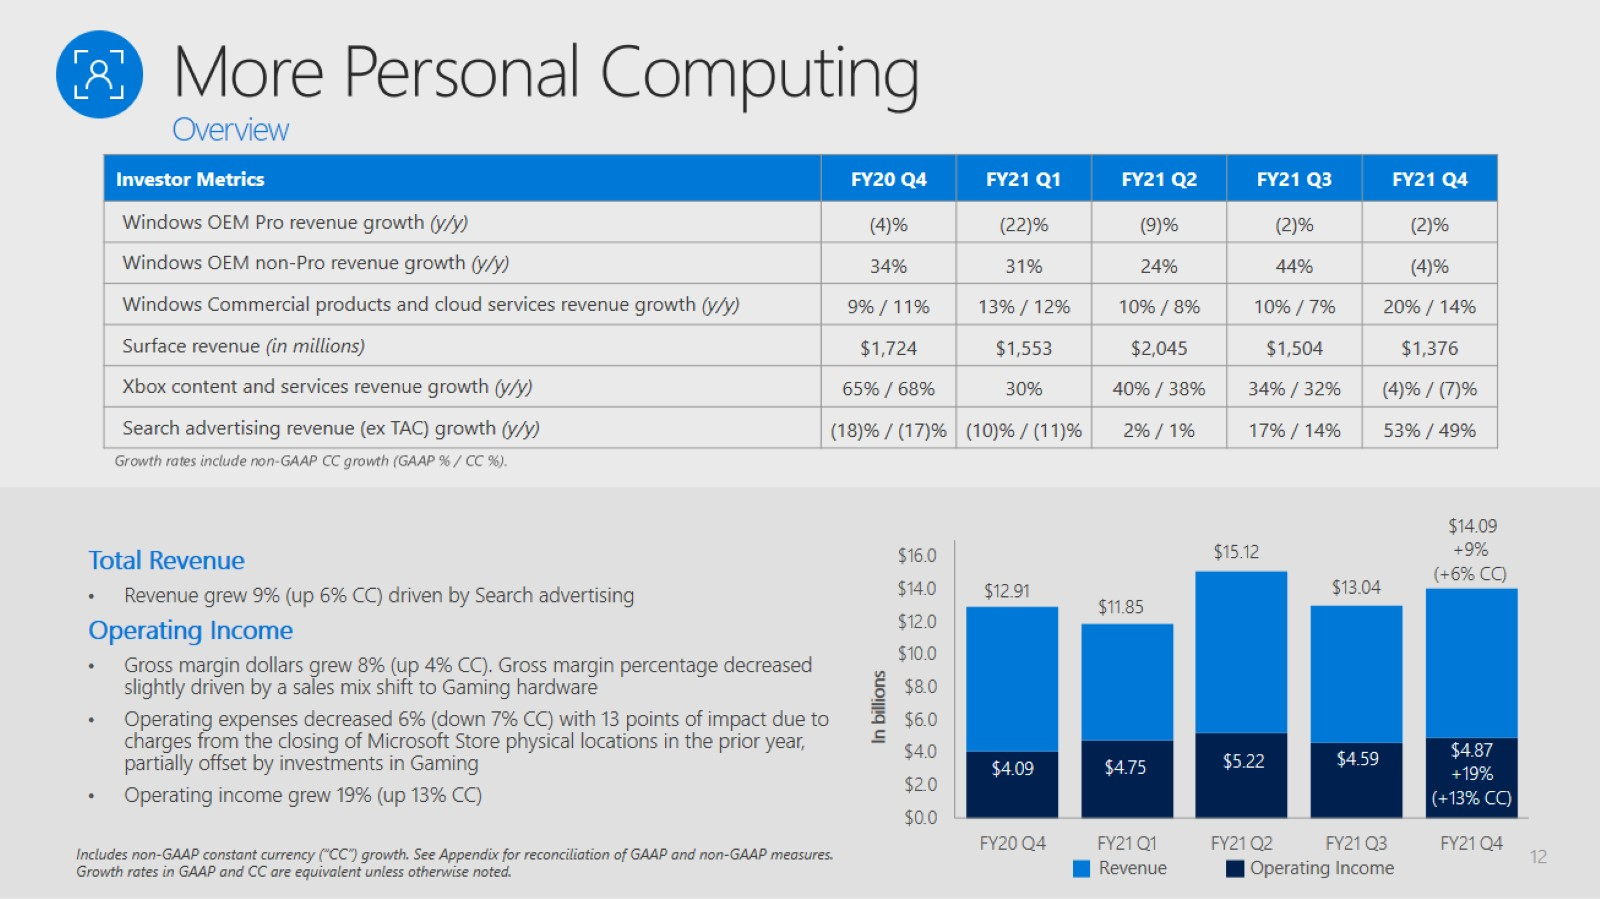 More Personal Computing
Overview
Investor Metrics FY20 Q4 FY21 Q1 FY21 Q2 FY21 Q3 FY21 Q4
Windows OEM Pro revenue growth (y/y) (4)% (22)% (9)% (2)% (2)%
Windows OEM non-Pro revenue growth (y/y) 34% 31% 24% 44% (4)%
Windows Commercial products and cloud services revenue growth (y/y) 9% / 11% 13% / 12% 10% / 8% 10% / 7% 20% / 14%
Surface revenue (in millions) $1,724 $1,553 $2,045 $1,504 $1,376
Xbox content and services revenue growth (y/y) 65% / 68% 30% 40% / 38% 34% / 32% (4)% / (7)%
Search advertising revenue (ex TAC) growth (y/y) (18)% / (17)% (10)% / (11)% 2% / 1% 17% / 14% 53% / 49%
Growth rates include non-GAAP CC growth (GAAP % / CC %).
Total Revenue
• Revenue grew 9% (up 6% CC) driven by Search advertising
Operating Income
• Gross margin dollars grew 8% (up 4% CC). Gross margin percentage decreased
slightly driven by a sales mix shift to Gaming hardware
• Operating expenses decreased 6% (down 7% CC) with 13 points of impact due to
charges from the closing of Microsoft Store physical locations in the prior year,
partially offset by investments in Gaming
• Operating income grew 19% (up 13% CC)
Includes non-GAAP constant currency ("CC") growth. See Appendix for reconciliation of GAAP and non-GAAP measures.
Growth rates in GAAP and CC are equivalent unless otherwise noted.
In billions
$16.0
$14.0
$12.0
$10.0
$8.0
$6.0
$4.0
$2.0
$0.0
$12.91
$11.85
$15.12
$13.04
$14.09
+9%
(+6% CC)
$4.09
$4.75
$5.22
$4.59
$4.87
+19%
(+13% CC)
FY20 Q4 FY21 Q1 FY21 Q2 FY21 Q3 FY21 Q4
Revenue Operating Income
12